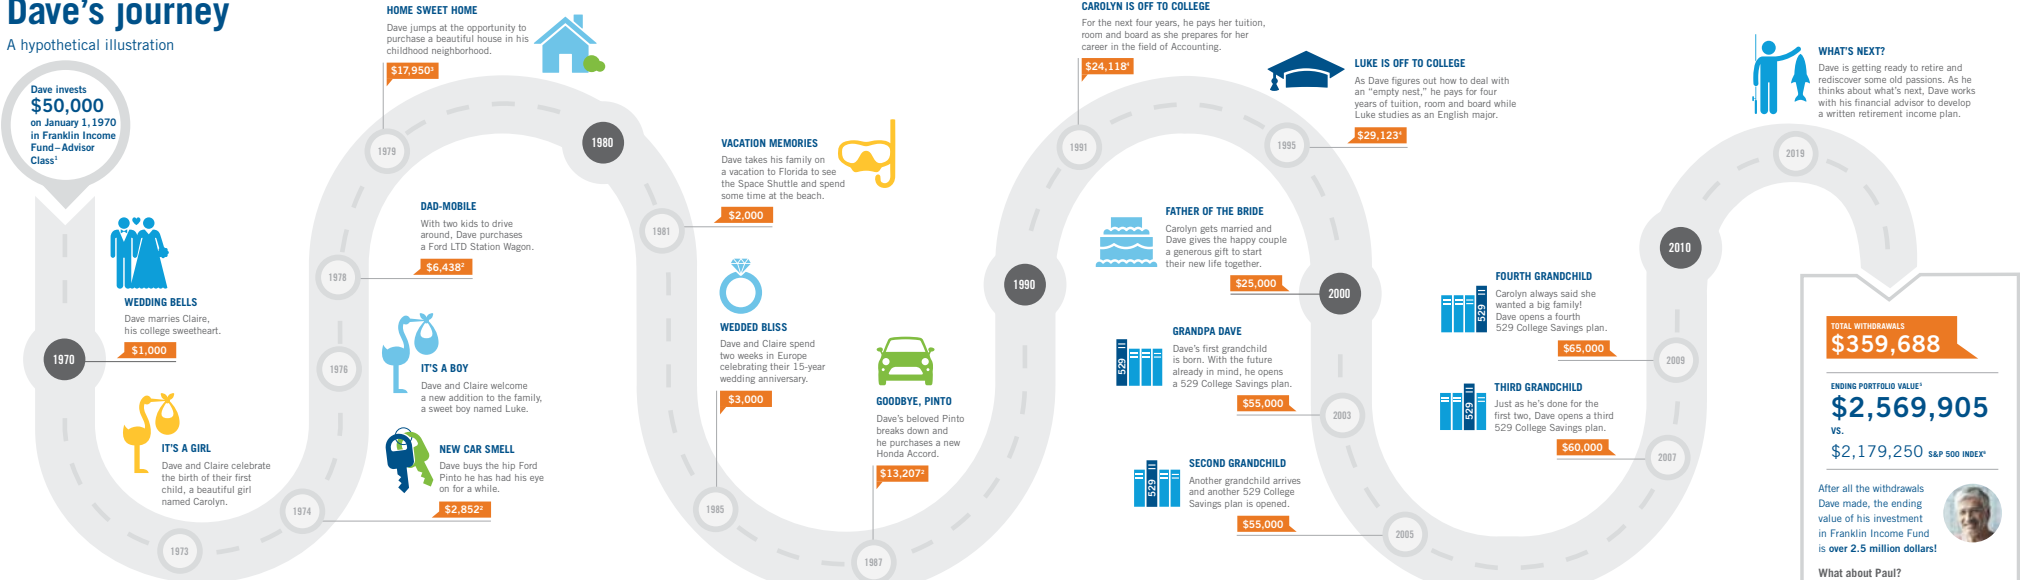 Dave's journey
A hypothetical illustration
Dave invests
$50,000
on January 1, 1970
in Franklin Income
Fund–Advisor
Class¹
WEDDING BELLS
Dave marries Claire,
his college sweetheart.
$1,000
1970
IT'S A GIRL
Dave and Claire celebrate
the birth of their first
child, a beautiful girl
named Carolyn.
1973
NEW CAR SMELL
Dave buys the hip Ford
Pinto he has had his eye
on for a while.
$2,852²
1974
IT'S A BOY
Dave and Claire welcome
a new addition to the family,
a sweet boy named Luke.
1976
DAD-MOBILE
With two kids to drive
around, Dave purchases
a Ford LTD Station Wagon.
$6,438²
1978
HOME SWEET HOME
Dave jumps at the opportunity to
purchase a beautiful house in his
childhood neighborhood.
$17,950³
1979
1980
VACATION MEMORIES
Dave takes his family on
a vacation to Florida to see
the Space Shuttle and spend
some time at the beach.
$2,000
1981
WEDDED BLISS
Dave and Claire spend
two weeks in Europe
celebrating their 15-year
wedding anniversary.
$3,000
1985
GOODBYE, PINTO
Dave's beloved Pinto
breaks down and
he purchases a new
Honda Accord.
$13,207²
1987
1990
CAROLYN IS OFF TO COLLEGE
For the next four years, he pays her tuition,
room and board as she prepares for her
career in the field of Accounting.
$24,118⁴
1991
LUKE IS OFF TO COLLEGE
As Dave figures out how to deal with
an "empty nest," he pays for four
years of tuition, room and board while
Luke studies as an English major.
$29,123⁴
1995
FATHER OF THE BRIDE
Carolyn gets married and
Dave gives the happy couple
a generous gift to start
their new life together.
$25,000
2000
529
GRANDPA DAVE
Dave's first grandchild
is born. With the future
already in mind, he opens
a 529 College Savings plan.
$55,000
2003
529
SECOND GRANDCHILD
Another grandchild arrives
and another 529 College
Savings plan is opened.
$55,000
2005
529
THIRD GRANDCHILD
Just as he's done for the
first two, Dave opens a third
529 College Savings plan.
$60,000
2007
529
FOURTH GRANDCHILD
Carolyn always said she
wanted a big family!
Dave opens a fourth
529 College Savings plan.
$65,000
2009
2010
WHAT'S NEXT?
Dave is getting ready to retire and
rediscover some old passions. As he
thinks about what's next, Dave works
with his financial advisor to develop
a written retirement income plan.
2019
TOTAL WITHDRAWALS
$359,688
ENDING PORTFOLIO VALUE⁵
$2,569,905
VS.
$2,179,250 S&P 500 INDEX⁶
After all the withdrawals
Dave made, the ending
value of his investment
in Franklin Income Fund
is over 2.5 million dollars!
What about Paul?